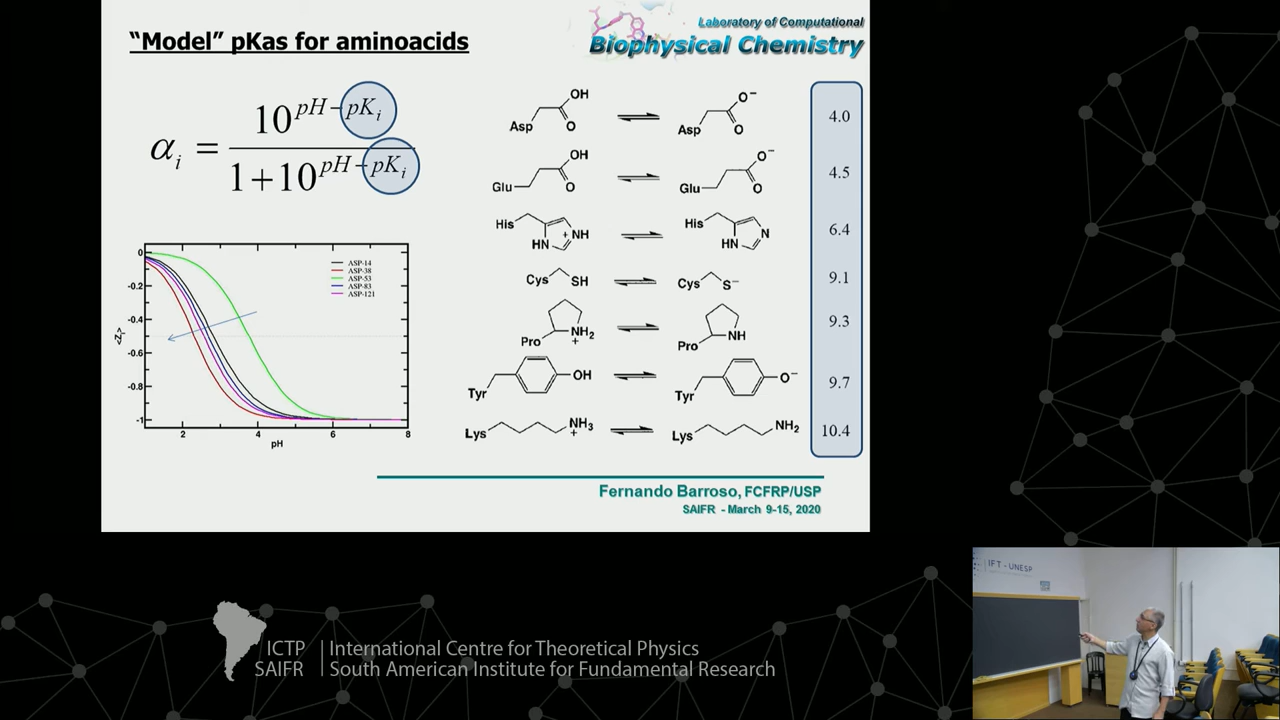 "Model" pKas for aminoacids
Laboratory of Computational
Biophysical Chemistry
αi = 10^pH-pKi / 1+10^pH-pKi
OH
Asp
O
O-
Asp
O
4.0
OH
Glu
O
O-
Glu
O
4.5
His
+
NH
HN
His
N
HN
6.4
Cys
SH
Cys
S-
9.1
Pro
NH2
+
Pro
NH
9.3
Tyr
OH
Tyr
O-
9.7
Lys
NH3
+
Lys
NH2
10.4
0
-0.2
-0.4
-0.6
-0.8
-1
<Zi>
ASP-14
ASP-38
ASP-53
ASP-83
ASP-121
2
4
6
8
pH
Fernando Barroso, FCFRP/USP
SAIFR - March 9-15, 2020
IFT - UNESP
ICTP
SAIFR
International Centre for Theoretical Physics
South American Institute for Fundamental Research